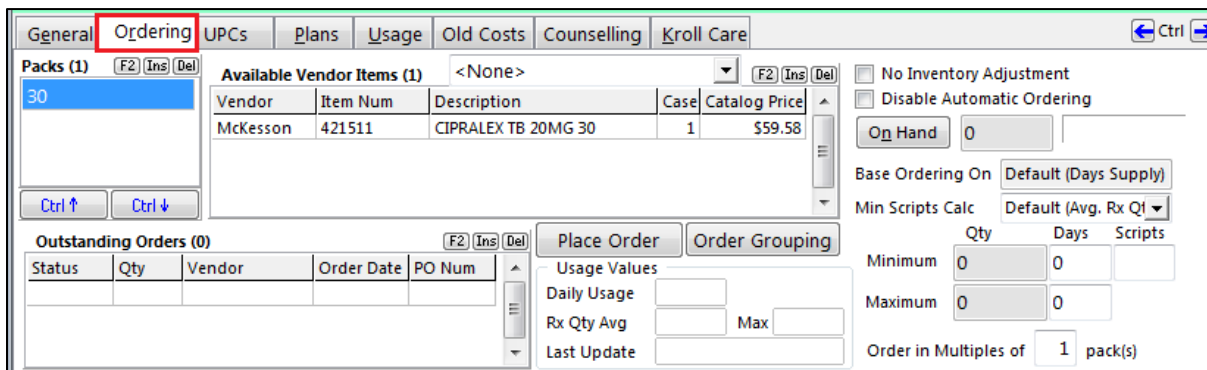 General Ordering UPCs Plans Usage Old Costs Counselling Kroll Care Ctrl
Packs (1) F2 Ins Del
30
Ctrl ↑ Ctrl ↓
Available Vendor Items (1) <None> F2 Ins Del
Vendor Item Num Description Case Catalog Price
McKesson 421511 CIPRALEX TB 20MG 30 1 $59.58
No Inventory Adjustment
Disable Automatic Ordering
On Hand 0
Base Ordering On Default (Days Supply)
Min Scripts Calc Default (Avg. Rx Qt
Qty Days Scripts
Minimum 0 0
Maximum 0 0
Order in Multiples of 1 pack(s)
Outstanding Orders (0) F2 Ins Del
Status Qty Vendor Order Date PO Num
Place Order Order Grouping
Usage Values
Daily Usage
Rx Qty Avg Max
Last Update